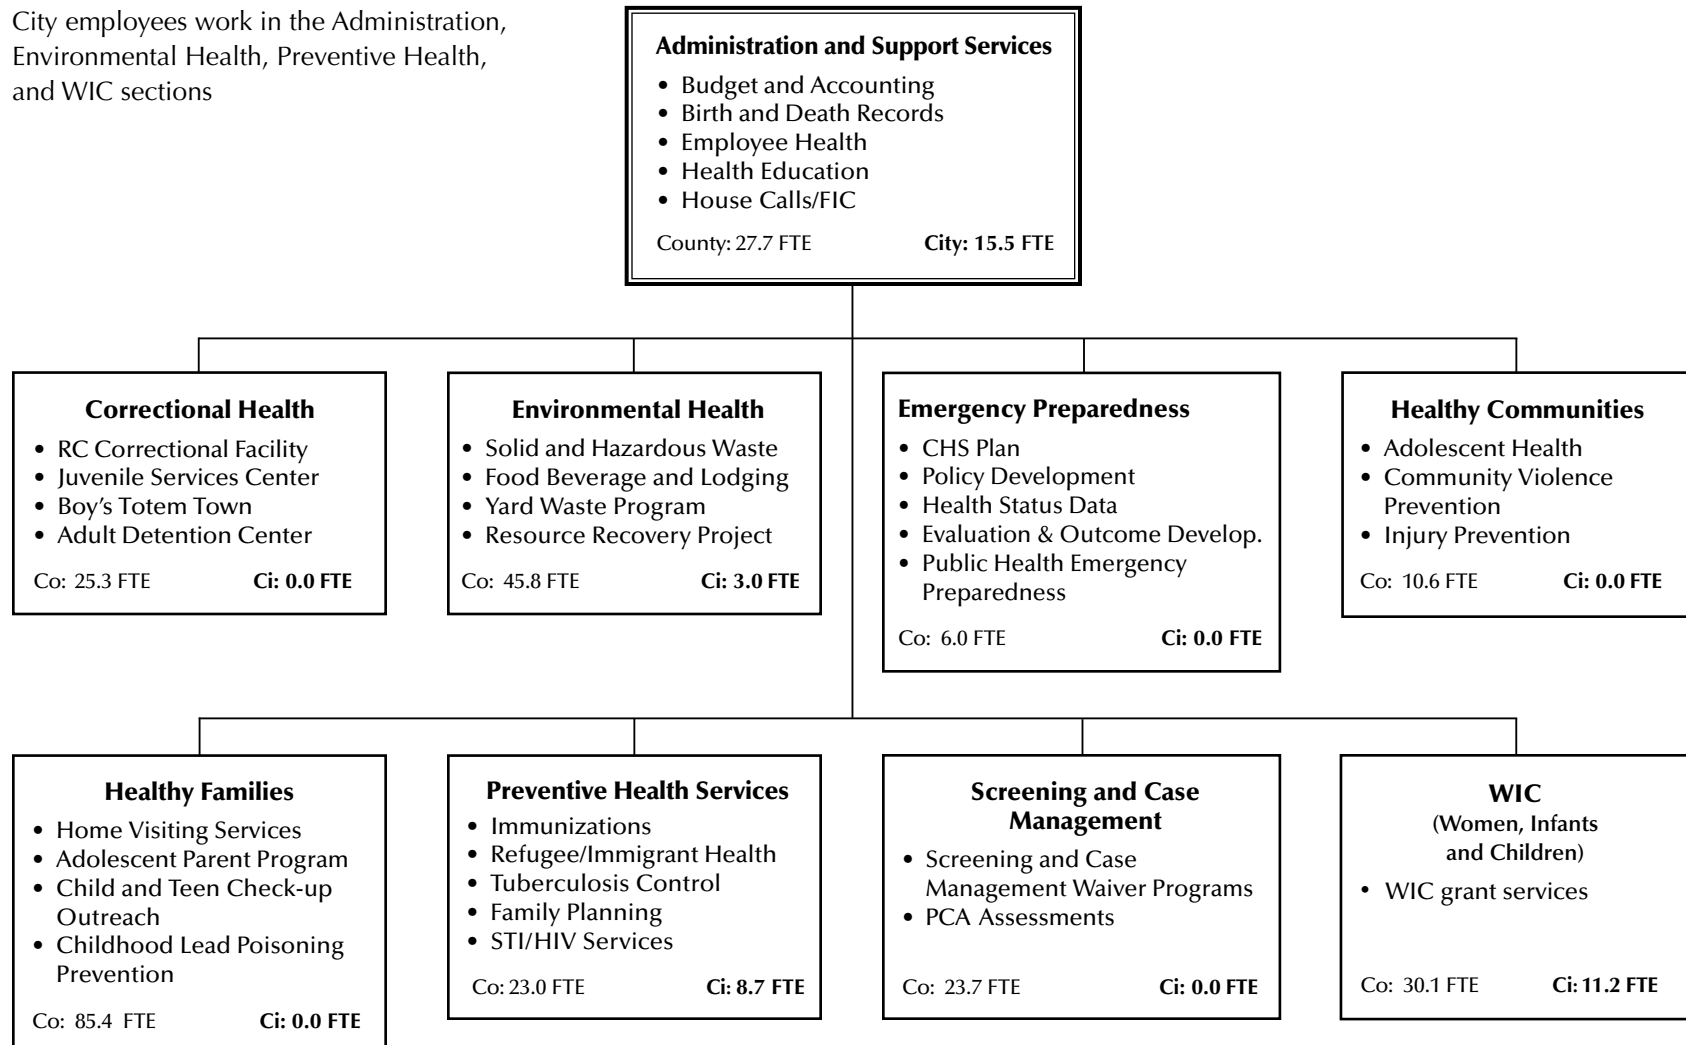 City employees work in the Administration,
Environmental Health, Preventive Health,
and WIC sections
Administration and Support Services
• Budget and Accounting
• Birth and Death Records
• Employee Health
• Health Education
• House Calls/FIC
County: 27.7 FTE City: 15.5 FTE
Correctional Health
• RC Correctional Facility
• Juvenile Services Center
• Boy's Totem Town
• Adult Detention Center
Co: 25.3 FTE Ci: 0.0 FTE
Environmental Health
• Solid and Hazardous Waste
• Food Beverage and Lodging
• Yard Waste Program
• Resource Recovery Project
Co: 45.8 FTE Ci: 3.0 FTE
Emergency Preparedness
• CHS Plan
• Policy Development
• Health Status Data
• Evaluation & Outcome Develop.
• Public Health Emergency
Preparedness
Co: 6.0 FTE Ci: 0.0 FTE
Healthy Communities
• Adolescent Health
• Community Violence
Prevention
• Injury Prevention
Co: 10.6 FTE Ci: 0.0 FTE
Healthy Families
• Home Visiting Services
• Adolescent Parent Program
• Child and Teen Check-up
Outreach
• Childhood Lead Poisoning
Prevention
Co: 85.4 FTE Ci: 0.0 FTE
Preventive Health Services
• Immunizations
• Refugee/Immigrant Health
• Tuberculosis Control
• Family Planning
• STI/HIV Services
Co: 23.0 FTE Ci: 8.7 FTE
Screening and Case
Management
• Screening and Case
Management Waiver Programs
• PCA Assessments
Co: 23.7 FTE Ci: 0.0 FTE
WIC
(Women, Infants
and Children)
• WIC grant services
Co: 30.1 FTE Ci: 11.2 FTE